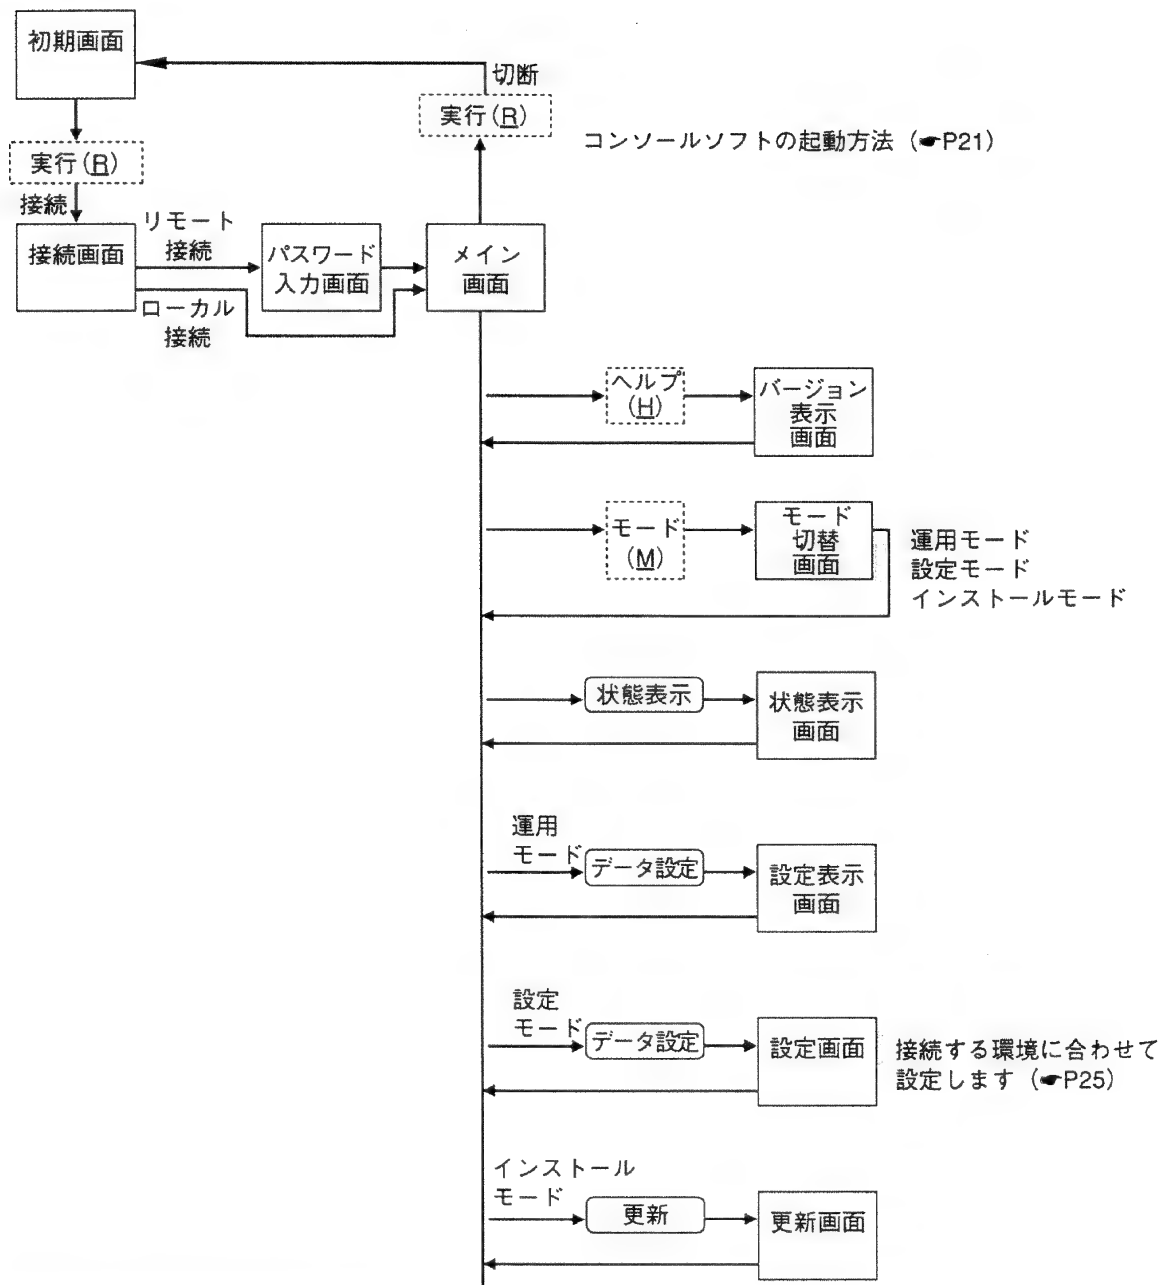 初期画面
切断
実行(R)
コンソールソフトの起動方法（☛P21）
実行(R)
接続
リモート
接続
接続画面
パスワード
入力画面
メイン
画面
ローカル
接続
ヘルプ
(H)
バージョン
表示
画面
モード
(M)
モード
切替
画面
運用モード
設定モード
インストールモード
状態表示
状態表示
画面
運用
モード
データ設定
設定表示
画面
設定
モード
データ設定
設定画面
接続する環境に合わせて
設定します（☛P25）
インストール
モード
更新
更新画面